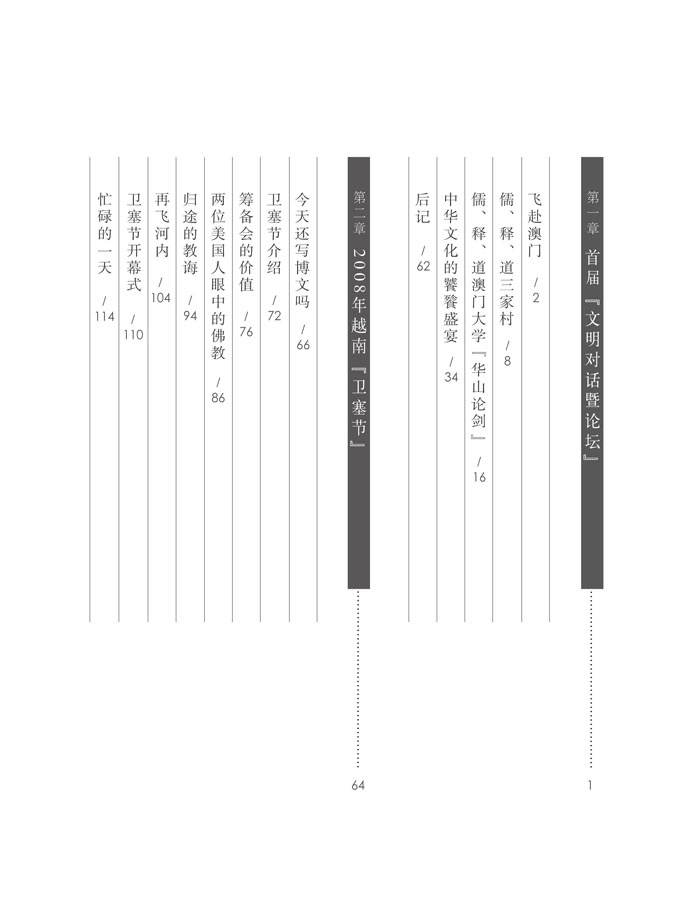 第一章 首届『文明对话暨论坛』 1
飞赴澳门 /2
儒、释、道三家村 /8
儒、释、道澳门大学『华山论剑』 /16
中华文化的饕餮盛宴 /34
后记 /62
第二章 2008年越南『卫塞节』 64
今天还写博文吗 /66
卫塞节介绍 /72
筹备会的价值 /76
两位美国人眼中的佛教 /86
归途的教诲 /94
再飞河内 /104
卫塞节开幕式 /110
忙碌的一天 /114